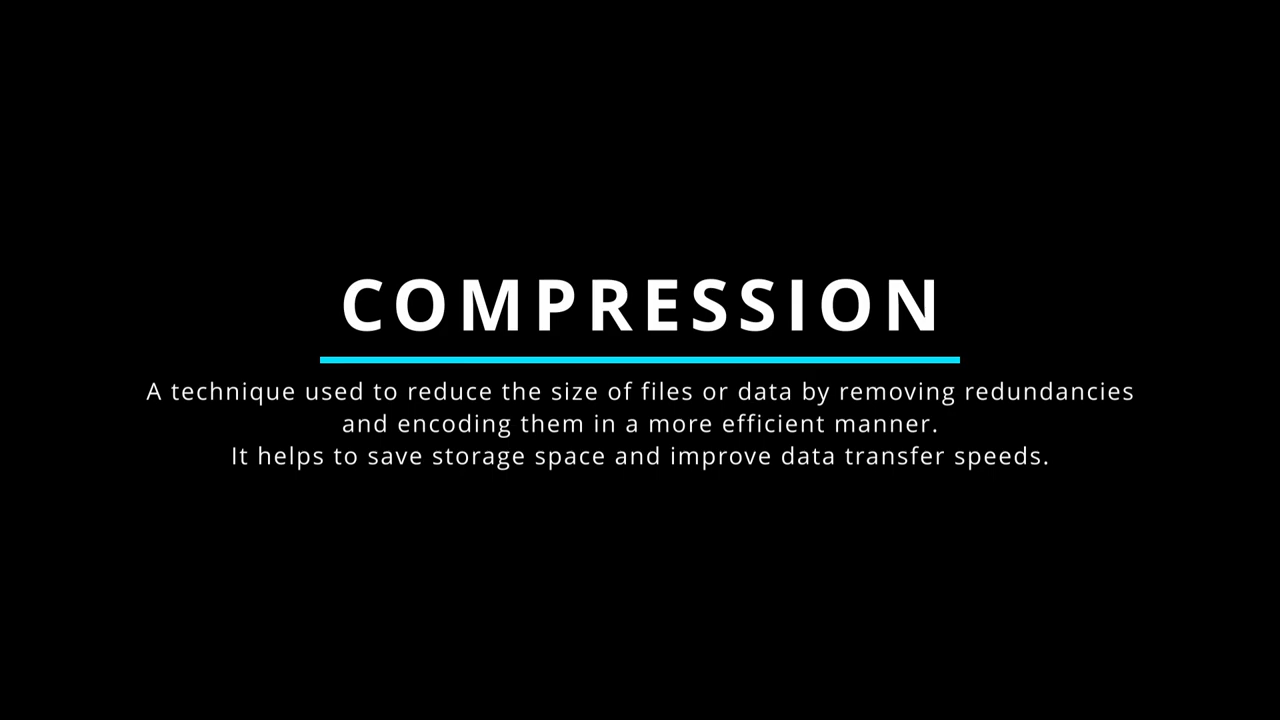 COMPRESSION
A technique used to reduce the size of files or data by removing redundancies
and encoding them in a more efficient manner.
It helps to save storage space and improve data transfer speeds.